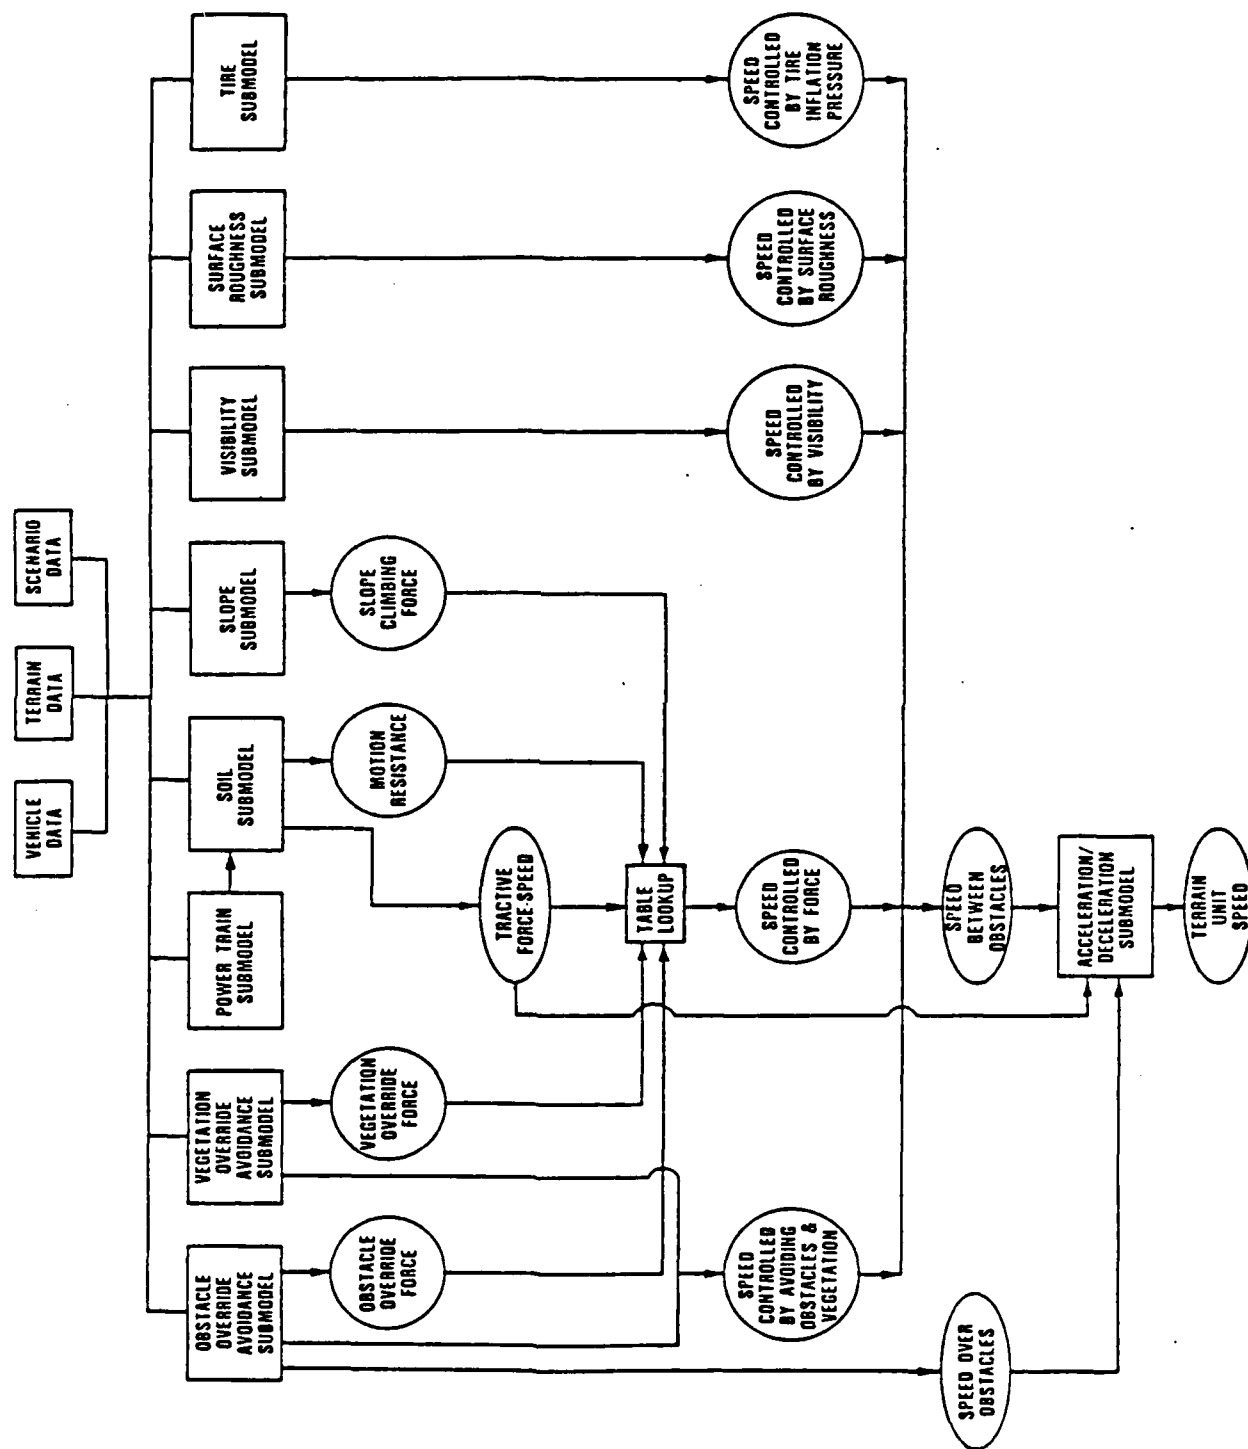 VEHICLE
DATA
TERRAIN
DATA
SCENARIO
DATA
OBSTACLE
OVERRIDE
AVOIDANCE
SUBMODEL
VEGETATION
OVERRIDE
AVOIDANCE
SUBMODEL
POWER TRAIN
SUBMODEL
SOIL
SUBMODEL
SLOPE
SUBMODEL
VISIBILITY
SUBMODEL
SURFACE
ROUGHNESS
SUBMODEL
TIRE
SUBMODEL
OBSTACLE
OVERRIDE
FORCE
VEGETATION
OVERRIDE
FORCE
MOTION
RESISTANCE
SLOPE
CLIMBING
FORCE
TRACTIVE
FORCE-SPEED
TABLE
LOOKUP
SPEED
CONTROLLED
BY AVOIDING
OBSTACLES &
VEGETATION
SPEED
CONTROLLED
BY FORCE
SPEED
CONTROLLED
BY VISIBILITY
SPEED
CONTROLLED
BY SURFACE
ROUGHNESS
SPEED
CONTROLLED
BY TIRE
INFLATION
PRESSURE
SPEED OVER
OBSTACLES
SPEED
BETWEEN
OBSTACLES
ACCELERATION/
DECELERATION
SUBMODEL
TERRAIN
UNIT
SPEED